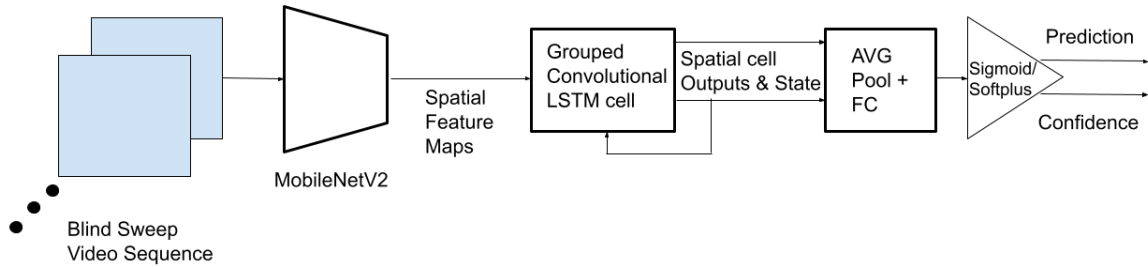 Blind Sweep
Video Sequence
MobileNetV2
Spatial
Feature
Maps
Grouped
Convolutional
LSTM cell
Spatial cell
Outputs & State
AVG
Pool +
FC
Sigmoid/
Softplus
Prediction
Confidence